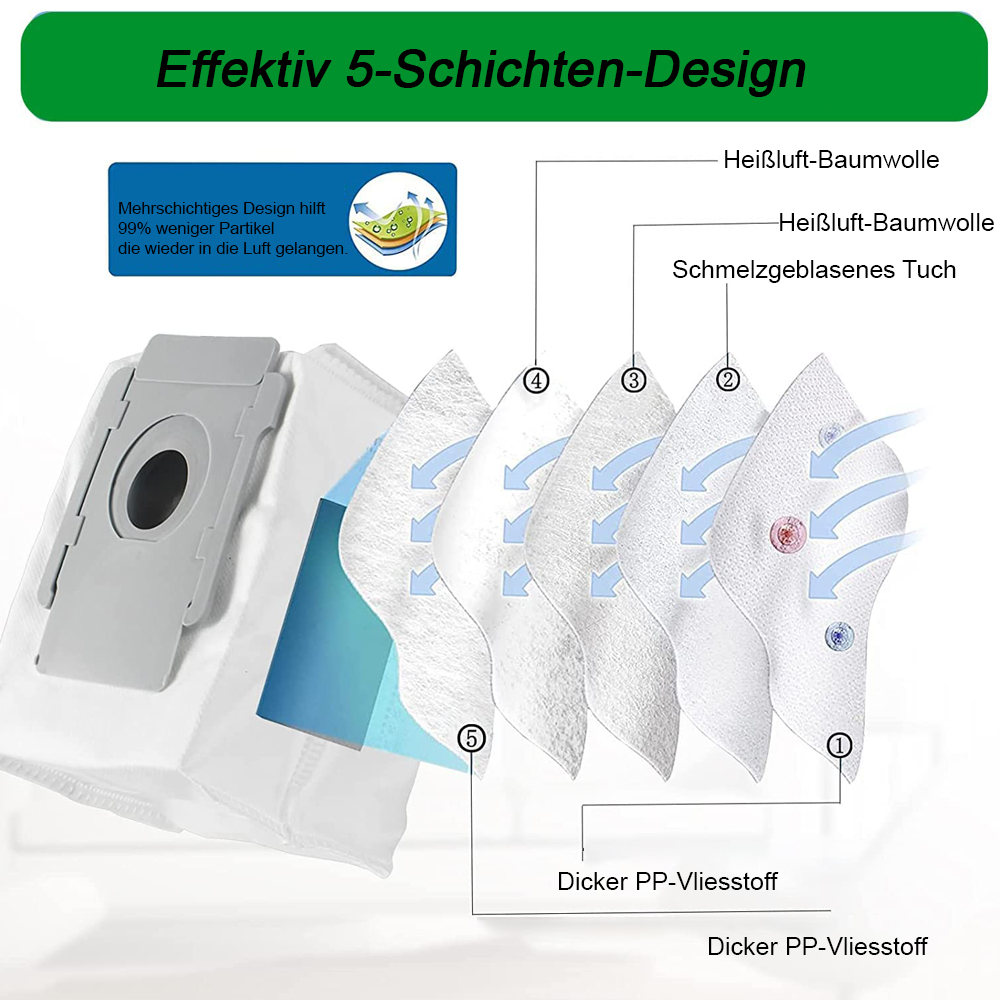 Effektiv 5-Schichten-Design
Heißluft-Baumwolle
Mehrschichtiges Design hilft
99% weniger Partikel
die wieder in die Luft gelangen.
Heißluft-Baumwolle
Schmelzgeblasenes Tuch
4
3
2
5
1
Dicker PP-Vliesstoff
Dicker PP-Vliesstoff